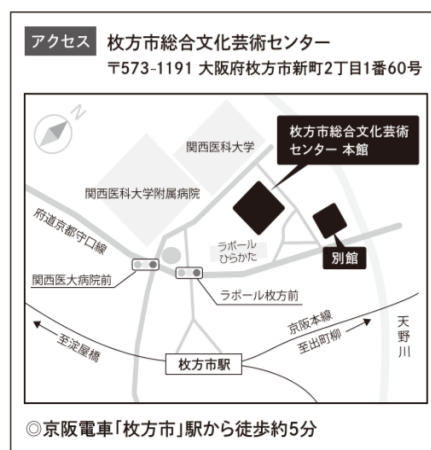 アクセス 枚方市総合文化芸術センター
〒573-1191 大阪府枚方市新町2丁目1番60号
N
関西医科大学
枚方市総合文化芸術
センター 本館
関西医科大学附属病院
府道京都守口線
ラポール
ひらかた
別館
関西医大病院前
ラポール枚方前
京阪本線
至出町柳
天野川
至淀屋橋
枚方市駅
◎京阪電車「枚方市」駅から徒歩約5分